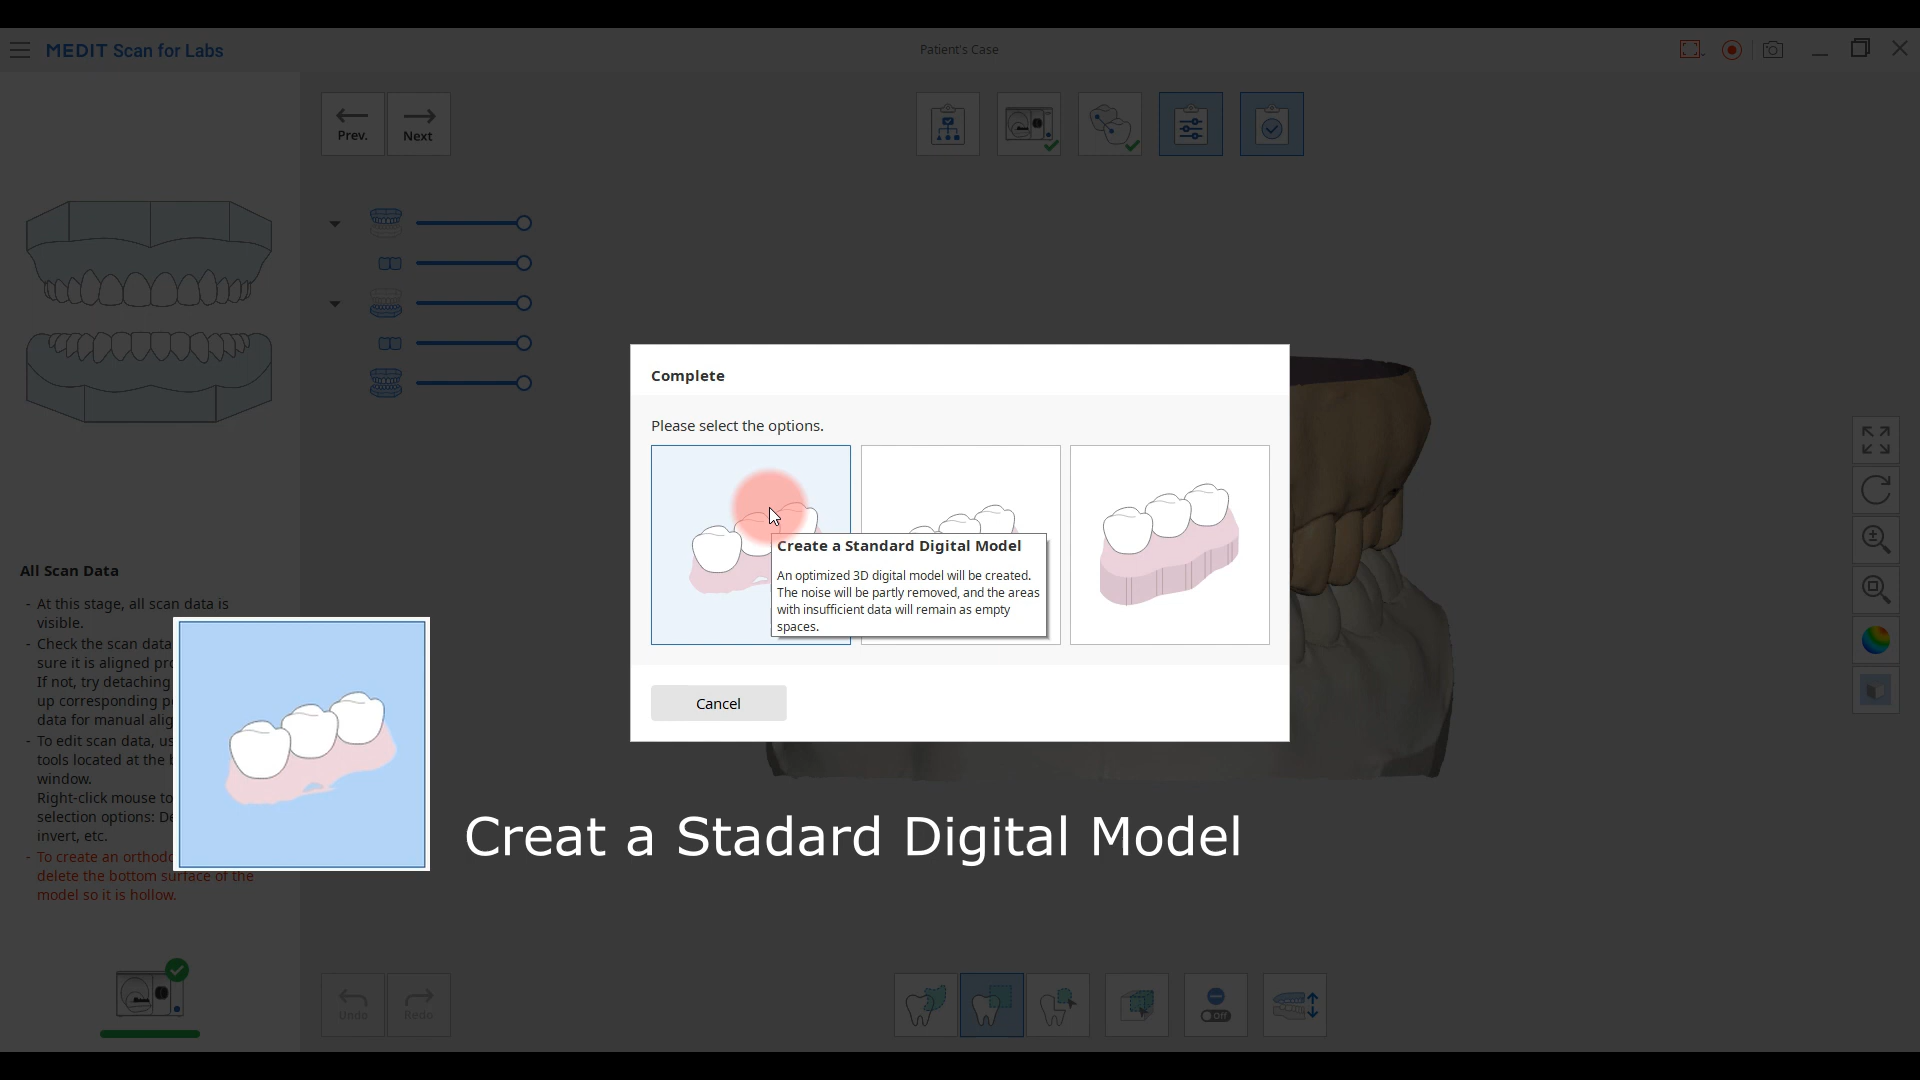 MEDIT Scan for Labs
Patient's Case
Prev.
Next
Complete
Please select the options.
Create a Standard Digital Model
An optimized 3D digital model will be created.
The noise will be partly removed, and the areas
with insufficient data will remain as empty
spaces.
Cancel
All Scan Data
- At this stage, all scan data is
visible.
- Check the scan data
sure it is aligned
If not, try detaching
up corresponding
data for manual
- To edit scan data,
tools located at the
window.
Right-click mouse to
selection options:
invert, etc.
- To create an
delete the bottom surface of the
model so it is hollow.
Creat a Stadard Digital Model
Undo
Redo
Off